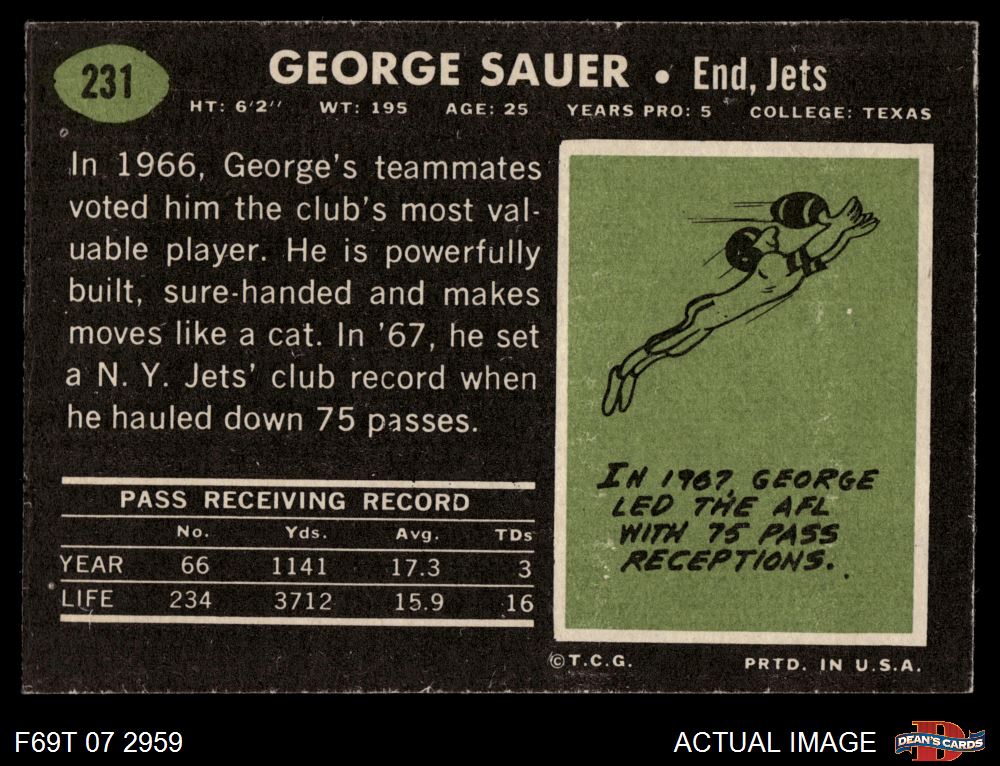 231
GEORGE SAUER • End, Jets
HT: 6'2" WT: 195 AGE: 25 YEARS PRO: 5 COLLEGE: TEXAS
In 1966, George's teammates
voted him the club's most val-
uable player. He is powerfully
built, sure-handed and makes
moves like a cat. In '67, he set
a N. Y. Jets' club record when
he hauled down 75 passes.
PASS RECEIVING RECORD
No. Yds. Avg. TDs
YEAR 66 1141 17.3 3
LIFE 234 3712 15.9 16
IN 1967, GEORGE
LED THE AFL
WITH 75 PASS
RECEPTIONS.
©T.C.G. PRTD. IN U.S.A.
F69T 07 2959 ACTUAL IMAGE DEAN'S CARDS